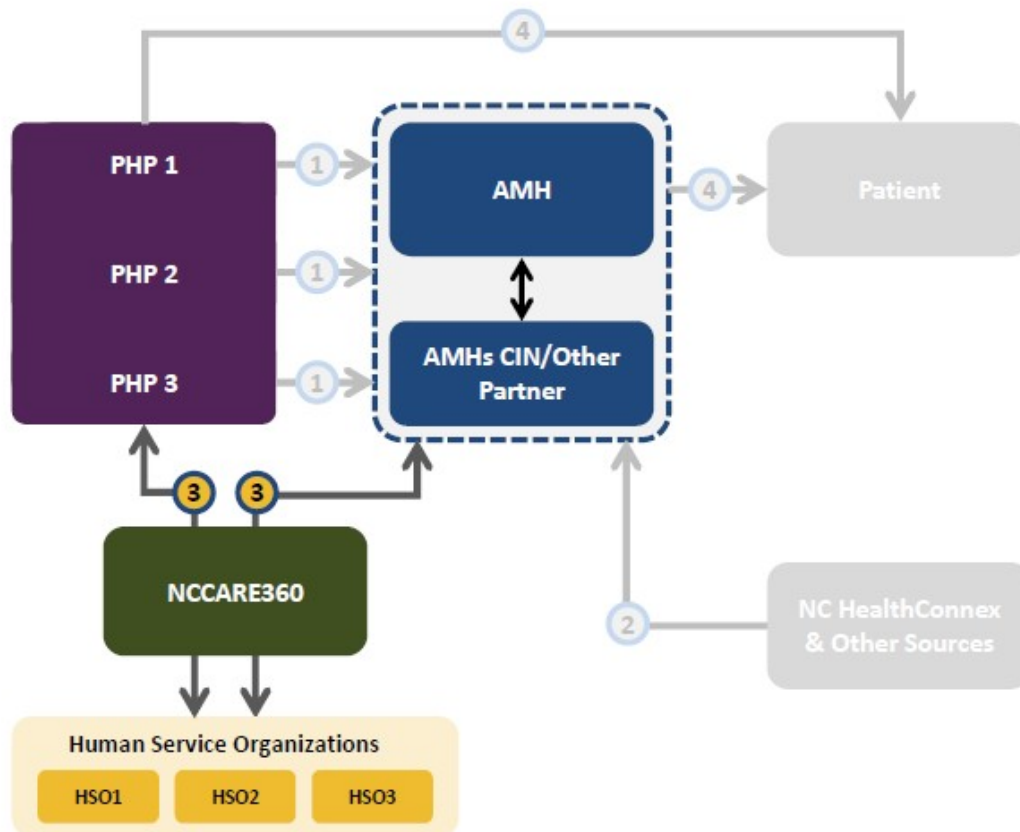 4
PHP 1
1
AMH
4
Patient
PHP 2
1
PHP 3
1
AMHs CIN/Other
Partner
3
3
NCCARE360
2
NC HealthConnex
& Other Sources
Human Service Organizations
HSO1
HSO2
HSO3